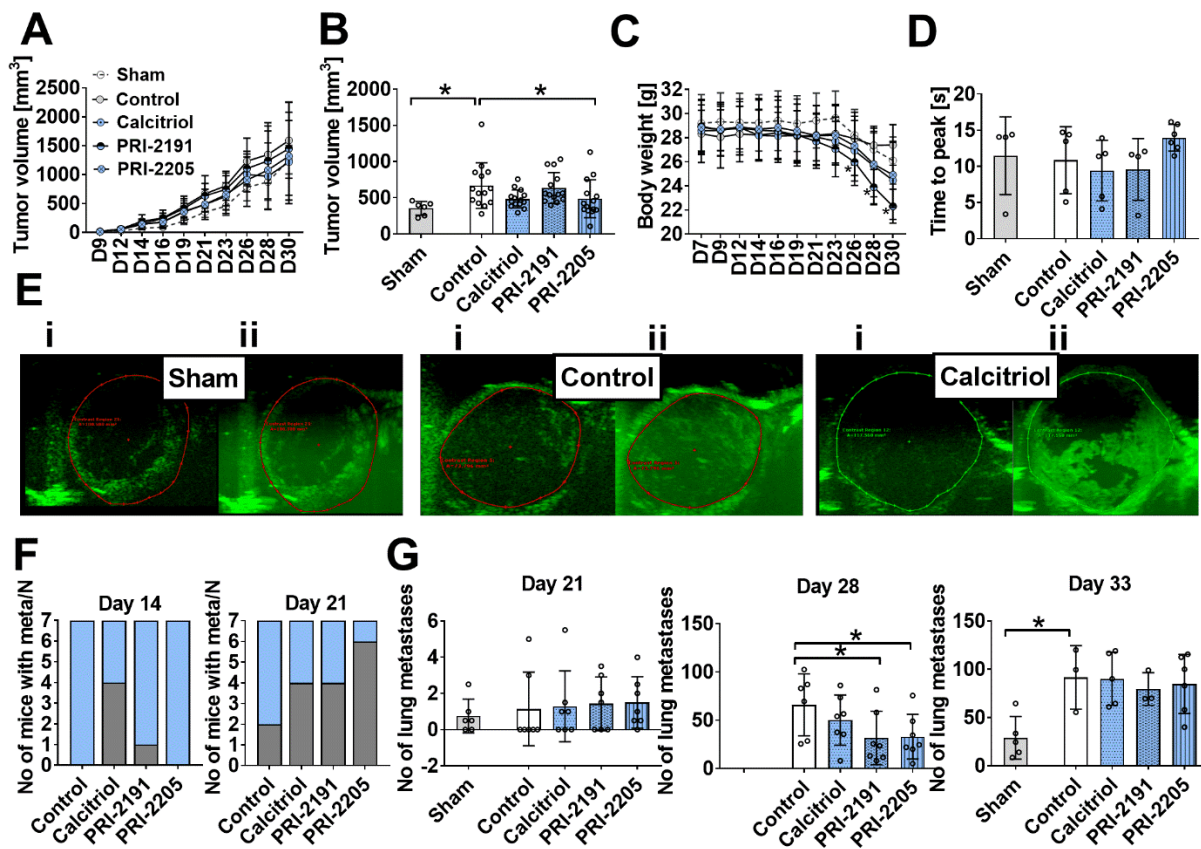 A
Tumor volume [mm³]
2500
2000
1500
1000
500
0
Sham
Control
Calcitriol
PRI-2191
PRI-2205
D9
D12
D14
D16
D19
D21
D23
D26
D28
D30
B
Tumor volume [mm³]
2000
1500
1000
500
0
*
*
Sham
Control
Calcitriol
PRI-2191
PRI-2205
C
Body weight [g]
32
30
28
26
24
22
20
*
*
*
D7
D9
D12
D14
D16
D19
D21
D23
D26
D28
D30
D
Time to peak [s]
20
15
10
5
0
Sham
Control
Calcitriol
PRI-2191
PRI-2205
E
i
ii
Sham
i
ii
Control
i
ii
Calcitriol
F
No of mice with meta/N
Day 14
7
6
5
4
3
2
1
0
Control
Calcitriol
PRI-2191
PRI-2205
No of mice with meta/N
Day 21
7
6
5
4
3
2
1
0
Control
Calcitriol
PRI-2191
PRI-2205
G
No of lung metastases
Day 21
6
4
2
0
-2
Sham
Control
Calcitriol
PRI-2191
PRI-2205
No of lung metastases
Day 28
150
100
50
0
*
*
Control
Calcitriol
PRI-2191
PRI-2205
No of lung metastases
Day 33
150
100
50
0
*
Sham
Control
Calcitriol
PRI-2191
PRI-2205